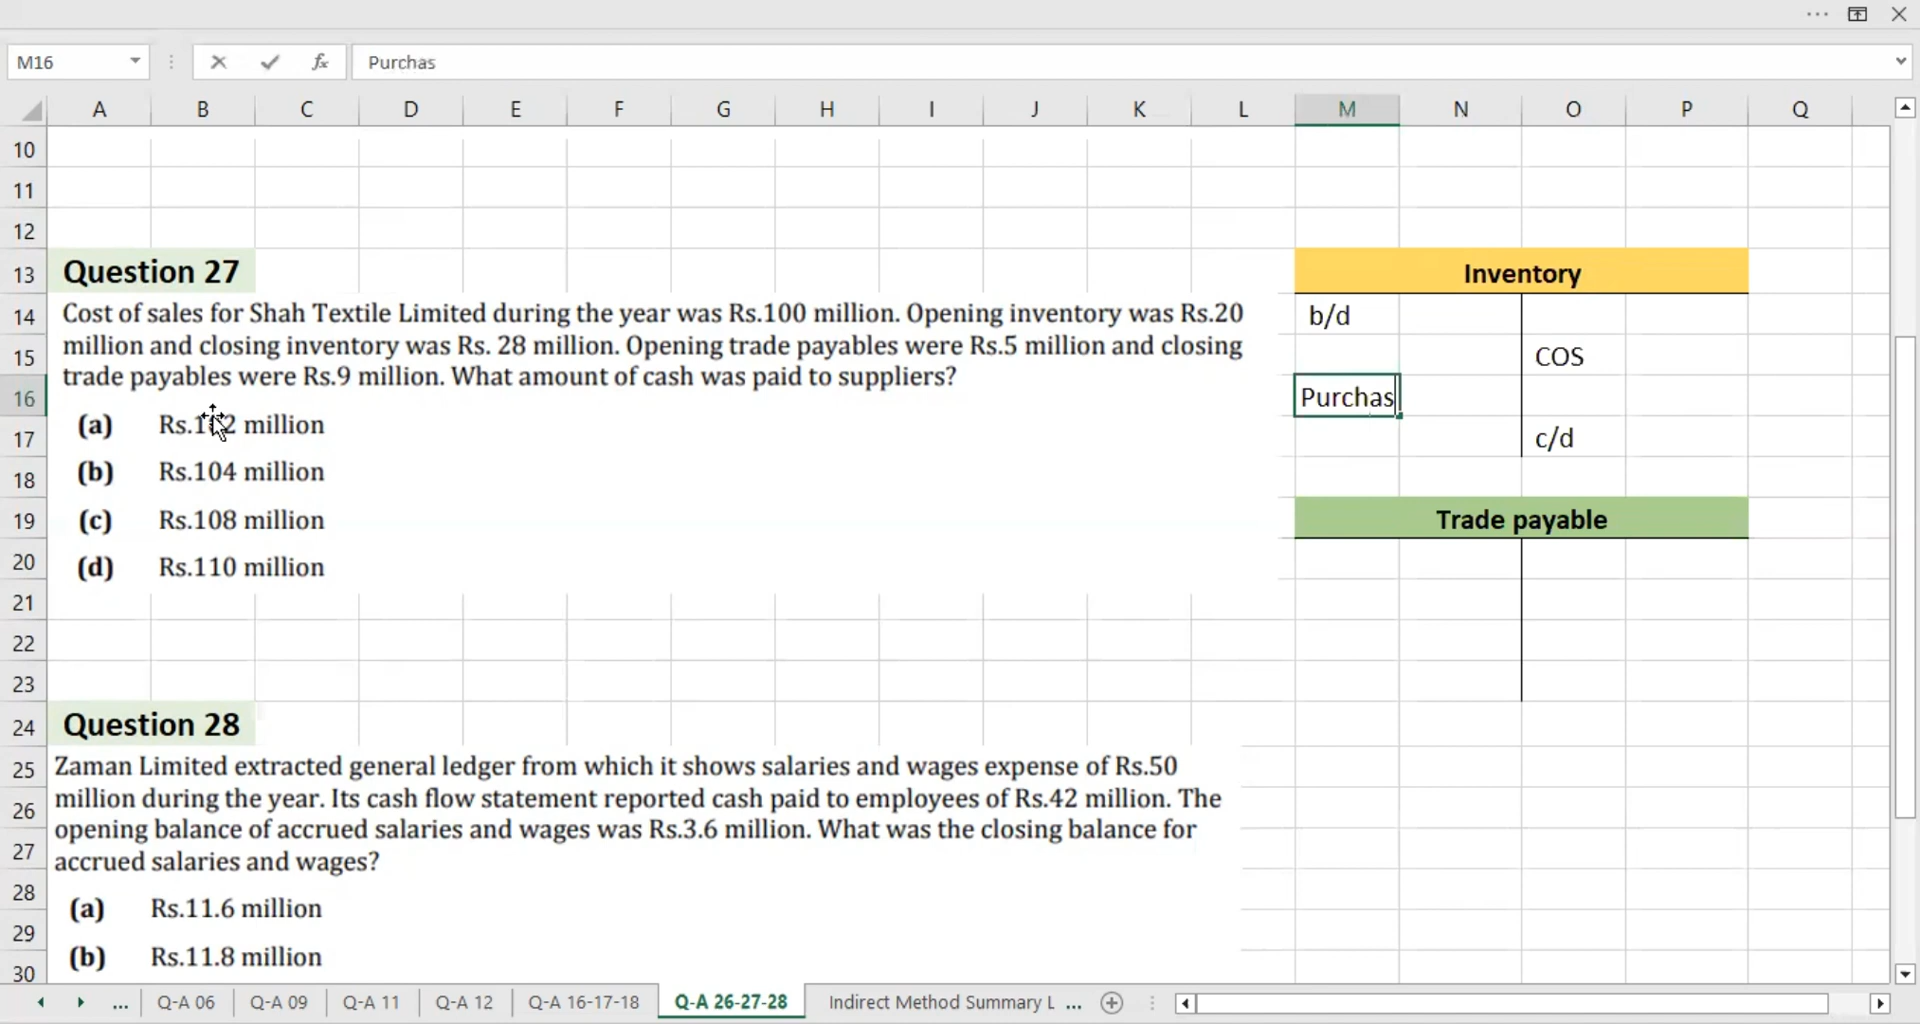 M16 fx Purchas
A B C D E F G H I J K L M N O P Q
10
11
12
13 Question 27 Inventory
Cost of sales for Shah Textile Limited during the year was Rs.100 million. Opening inventory was Rs.20
14 b/d
million and closing inventory was Rs. 28 million. Opening trade payables were Rs.5 million and closing
15 COS
trade payables were Rs.9 million. What amount of cash was paid to suppliers?
16 Purchas
(a) million
17 c/d
(b) Rs.104 million
18
19 (c) Rs.108 million Trade payable
20 (d) Rs.110 million
21
22
23
24 Question 28
25 Zaman Limited extracted general ledger from which it shows salaries and wages expense of Rs.50
26 million during the year. Its cash flow statement reported cash paid to employees of Rs.42 million. The
opening balance of accrued salaries and wages was Rs.3.6 million. What was the closing balance for
27 accrued salaries and wages?
28 (a) Rs.11.6 million
29
30 (b) Rs.11.8 million
... Q-A 06 Q-A 09 Q-A 11 Q-A 12 Q-A 16-17-18 Q-A 26-27-28 Indirect Method Summary L ...